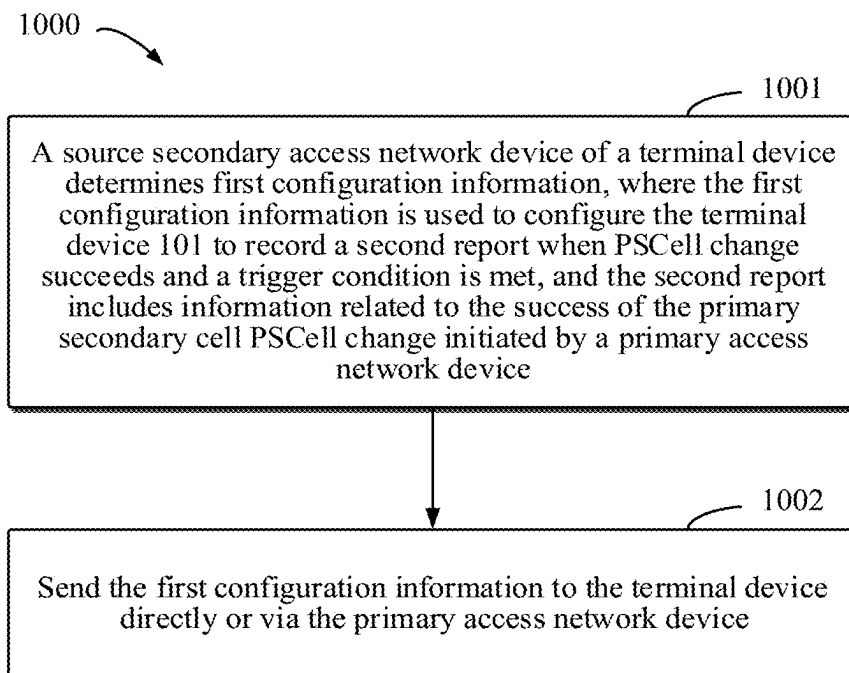 1000
1001
A source secondary access network device of a terminal device
determines first configuration information, where the first
configuration information is used to configure the terminal
device 101 to record a second report when PSCell change
succeeds and a trigger condition is met, and the second report
includes information related to the success of the primary
secondary cell PSCell change initiated by a primary access
network device
1002
Send the first configuration information to the terminal device
directly or via the primary access network device